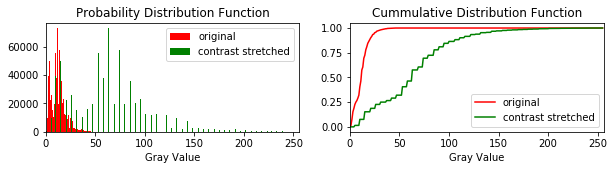 Probability Distribution Function
60000
40000
20000
0
0 50 100 150 200 250
Gray Value
original
contrast stretched
Cummulative Distribution Function
1.00
0.75
0.50
0.25
0.00
0 50 100 150 200 250
Gray Value
original
contrast stretched